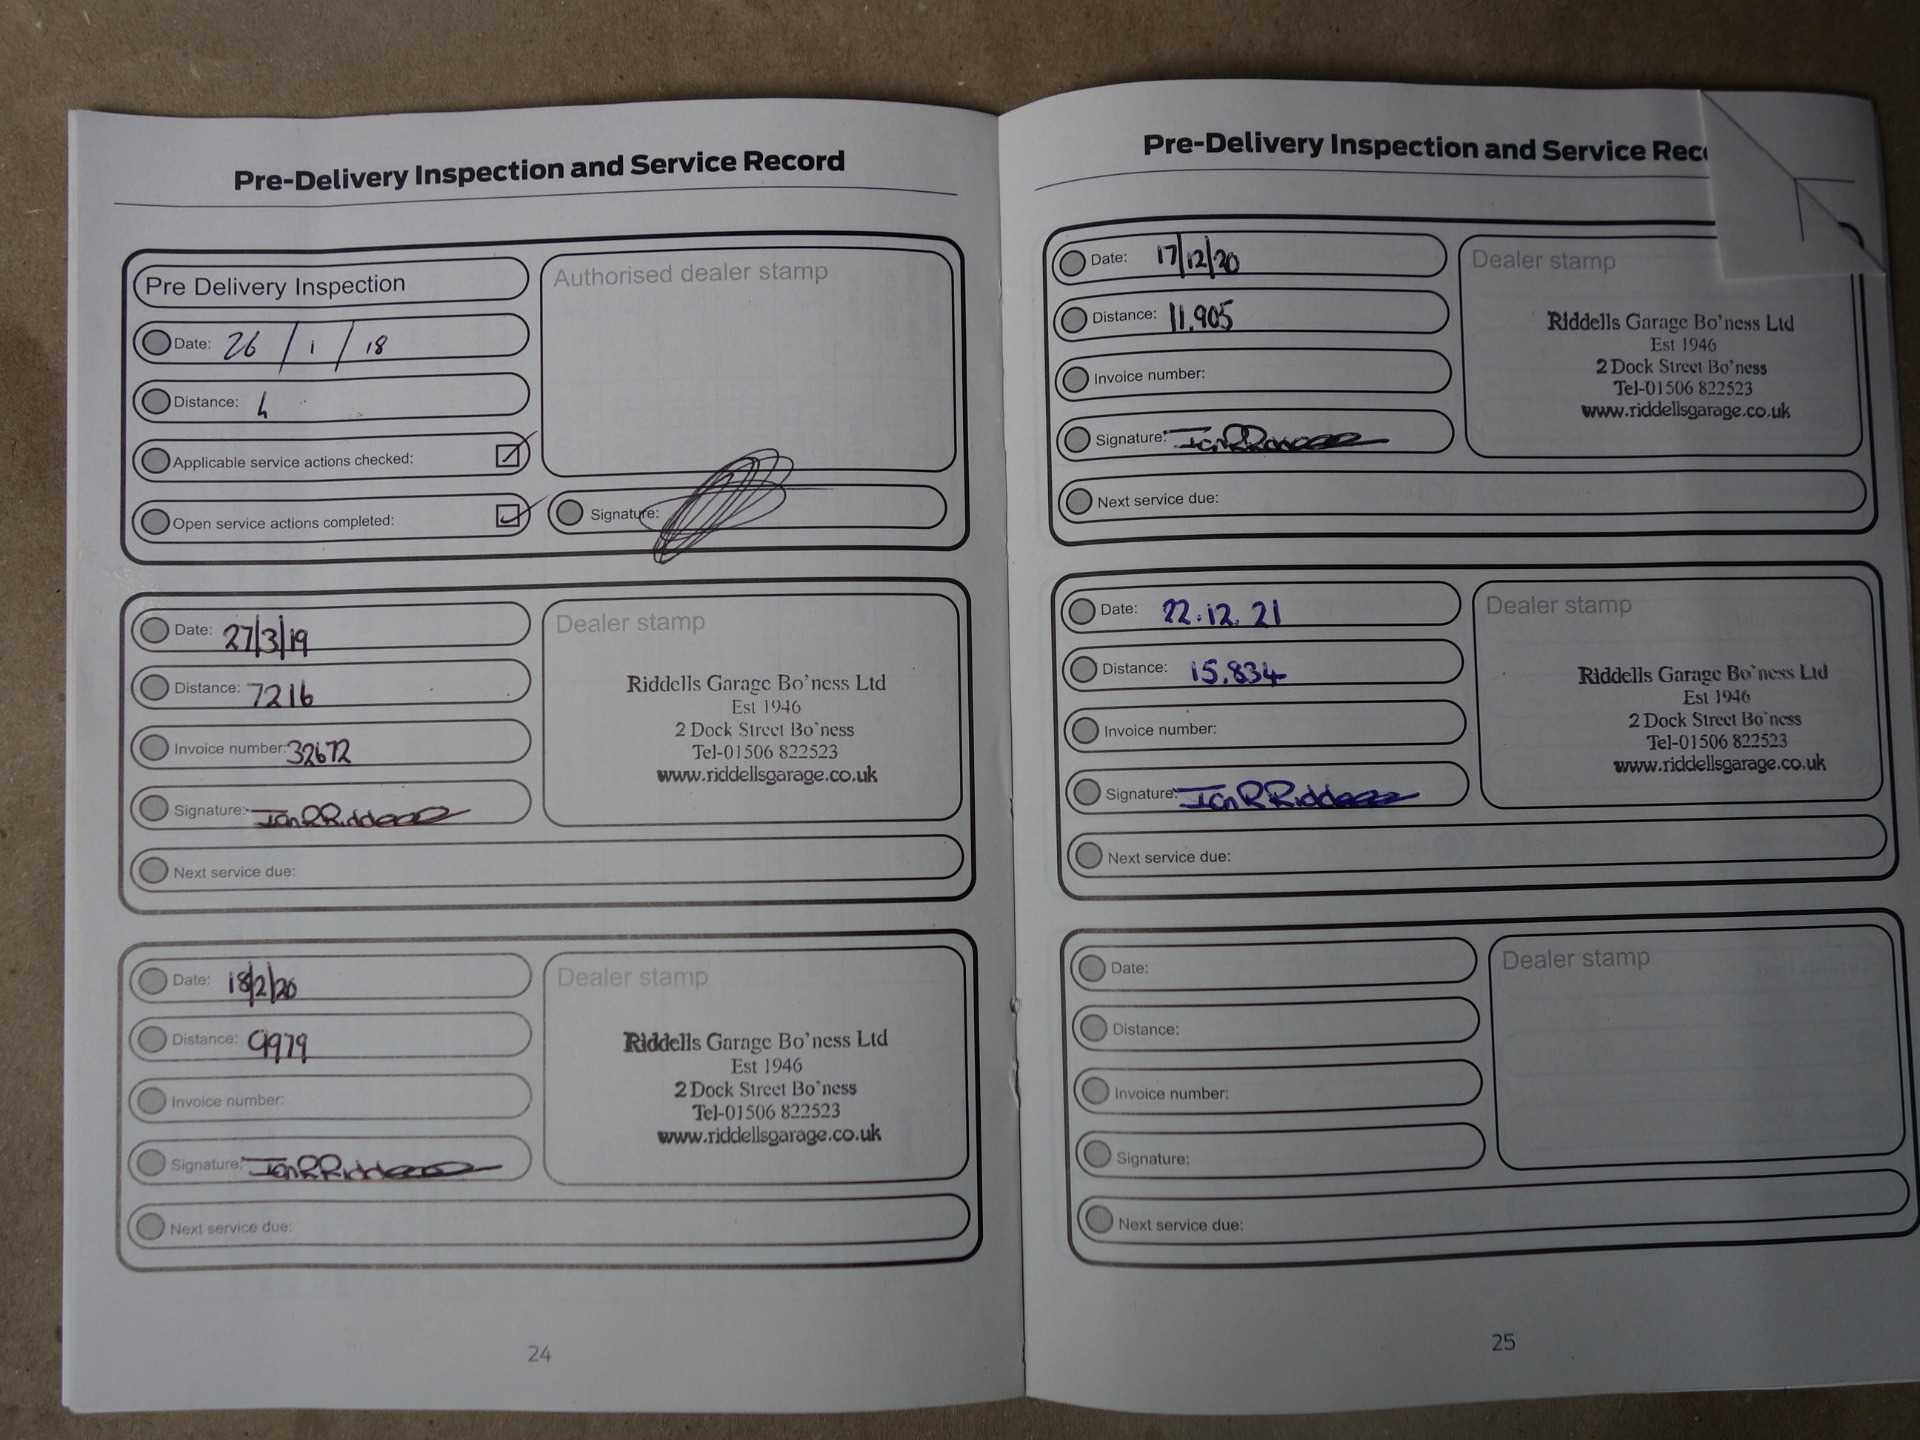 Pre-Delivery Inspection and Service Record
Pre Delivery Inspection
Date: 26 / 1 / 18
Distance: 4
Applicable service actions checked:
Open service actions completed:
Authorised dealer stamp
Signature:
Date: 27/3/19
Distance: 7216
Invoice number: 32672
Signature: Ian R Riddell
Next service due:
Dealer stamp
Riddells Garage Bo'ness Ltd
Est 1946
2 Dock Street Bo'ness
Tel-01506 822523
www.riddellsgarage.co.uk
Date: 18/2/20
Distance: 9979
Invoice number:
Signature: Ian R Riddell
Next service due:
Dealer stamp
Riddells Garage Bo'ness Ltd
Est 1946
2 Dock Street Bo'ness
Tel-01506 822523
www.riddellsgarage.co.uk
24
Pre-Delivery Inspection and Service
Date: 17/12/20
Distance: 11.905
Invoice number:
Signature: Ian R Riddell
Next service due:
Dealer stamp
Riddells Garage Bo'ness Ltd
Est 1946
2 Dock Street Bo'ness
Tel-01506 822523
www.riddellsgarage.co.uk
Date: 22.12.21
Distance: 15.834
Invoice number:
Signature: Ian R Riddell
Next service due:
Dealer stamp
Riddells Garage Bo'ness Ltd
Est 1946
2 Dock Street Bo'ness
Tel-01506 822523
www.riddellsgarage.co.uk
Date:
Distance:
Invoice number:
Signature:
Next service due:
Dealer stamp
25